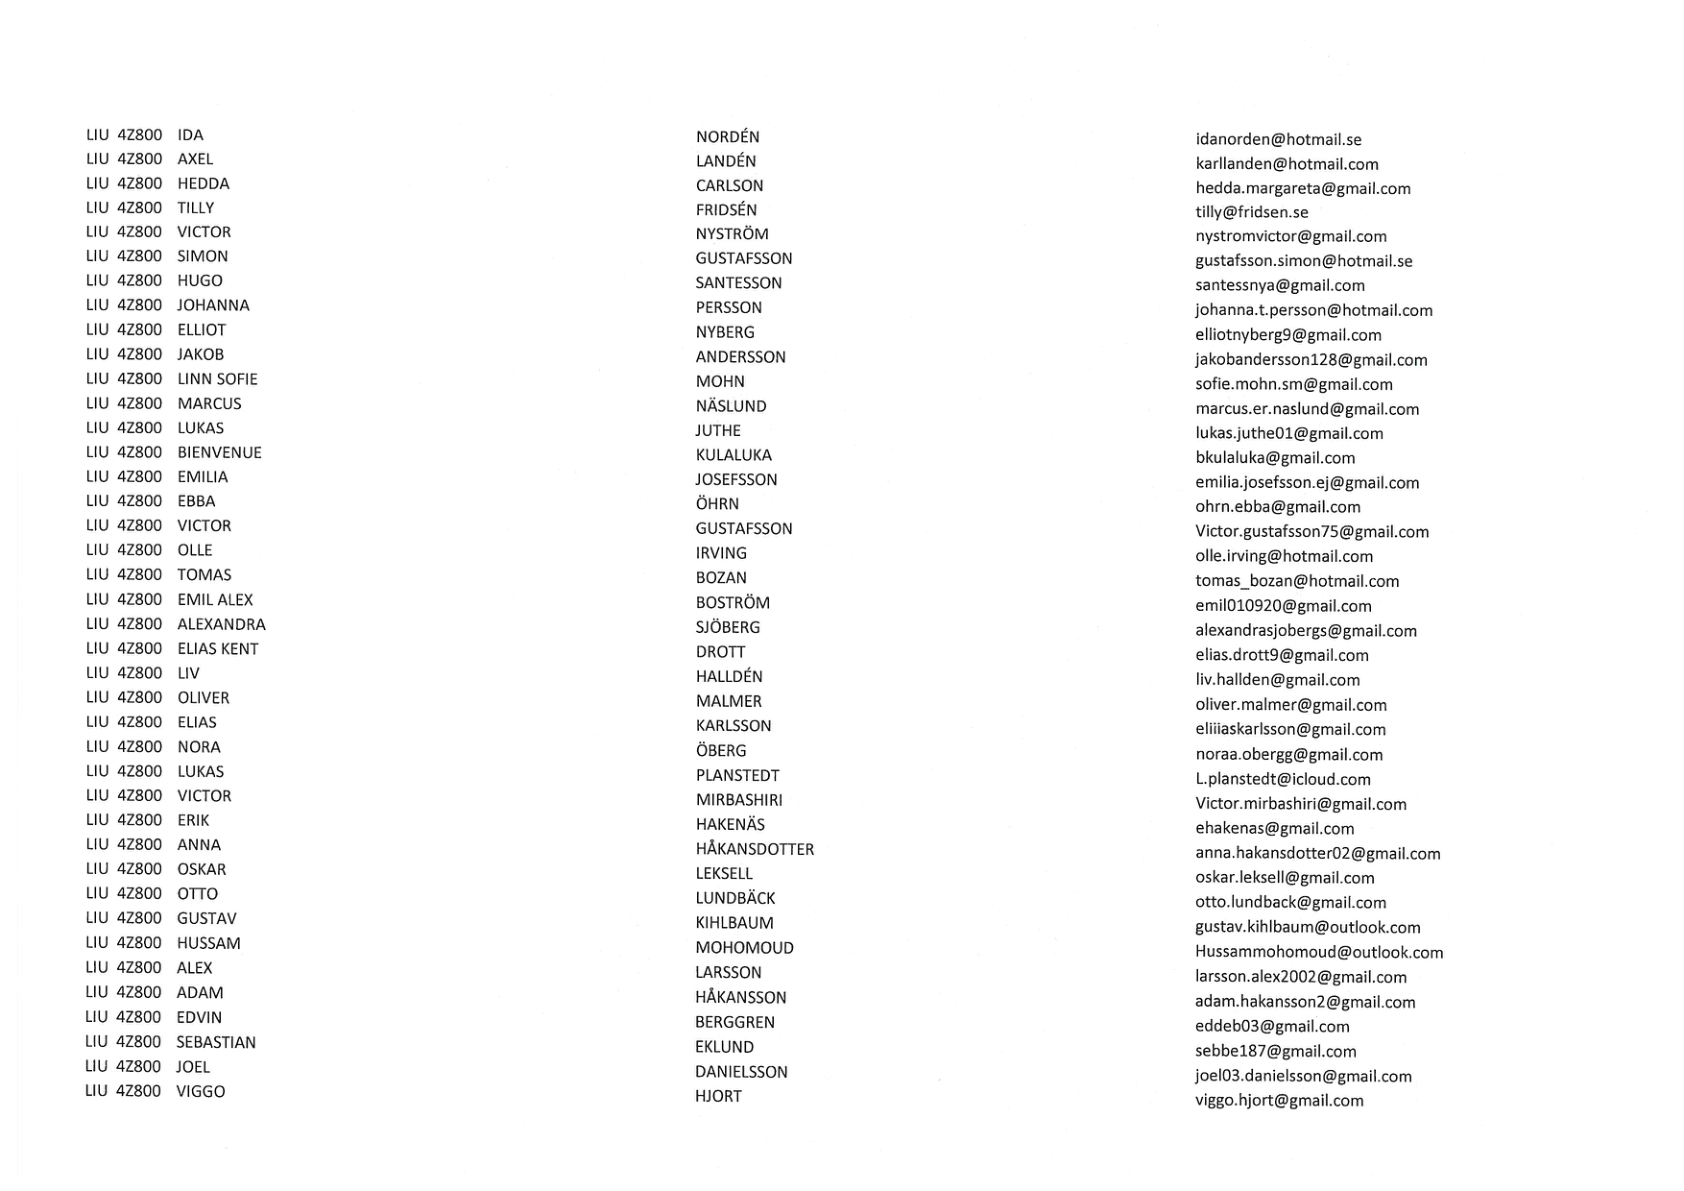 LIU 4Z800 IDA NORDÉN idanorden@hotmail.se
LIU 4Z800 AXEL LANDÉN karllanden@hotmail.com
LIU 4Z800 HEDDA CARLSON hedda.margareta@gmail.com
LIU 4Z800 TILLY FRIDSÉN tilly@fridsen.se
LIU 4Z800 VICTOR NYSTRÖM nystromvictor@gmail.com
LIU 4Z800 SIMON GUSTAFSSON gustafsson.simon@hotmail.se
LIU 4Z800 HUGO SANTESSON santessnya@gmail.com
LIU 4Z800 JOHANNA PERSSON johanna.t.persson@hotmail.com
LIU 4Z800 ELLIOT NYBERG elliotnyberg9@gmail.com
LIU 4Z800 JAKOB ANDERSSON jakobandersson128@gmail.com
LIU 4Z800 LINN SOFIE MOHN sofie.mohn.sm@gmail.com
LIU 4Z800 MARCUS NÄSLUND marcus.er.naslund@gmail.com
LIU 4Z800 LUKAS JUTHE lukas.juthe01@gmail.com
LIU 4Z800 BIENVENUE KULALUKA bkulaluka@gmail.com
LIU 4Z800 EMILIA JOSEFSSON emilia.josefsson.ej@gmail.com
LIU 4Z800 EBBA ÖHRN ohrn.ebba@gmail.com
LIU 4Z800 VICTOR GUSTAFSSON Victor.gustafsson75@gmail.com
LIU 4Z800 OLLE IRVING olle.irving@hotmail.com
LIU 4Z800 TOMAS BOZAN tomas_bozan@hotmail.com
LIU 4Z800 EMIL ALEX BOSTRÖM emil010920@gmail.com
LIU 4Z800 ALEXANDRA SJÖBERG alexandrasjobergs@gmail.com
LIU 4Z800 ELIAS KENT DROTT elias.drott9@gmail.com
LIU 4Z800 LIV HALLDÉN liv.hallden@gmail.com
LIU 4Z800 OLIVER MALMER oliver.malmer@gmail.com
LIU 4Z800 ELIAS KARLSSON eliiiaskarlsson@gmail.com
LIU 4Z800 NORA ÖBERG noraa.obergg@gmail.com
LIU 4Z800 LUKAS PLANSTEDT L.planstedt@icloud.com
LIU 4Z800 VICTOR MIRBASHIRI Victor.mirbashiri@gmail.com
LIU 4Z800 ERIK HAKENÄS ehakenas@gmail.com
LIU 4Z800 ANNA HÅKANSDOTTER anna.hakansdotter02@gmail.com
LIU 4Z800 OSKAR LEKSELL oskar.leksell@gmail.com
LIU 4Z800 OTTO LUNDBÄCK otto.lundback@gmail.com
LIU 4Z800 GUSTAV KIHLBAUM gustav.kihlbaum@outlook.com
LIU 4Z800 HUSSAM MOHOMOUD Hussammohomoud@outlook.com
LIU 4Z800 ALEX LARSSON larsson.alex2002@gmail.com
LIU 4Z800 ADAM HÅKANSSON adam.hakansson2@gmail.com
LIU 4Z800 EDVIN BERGGREN eddeb03@gmail.com
LIU 4Z800 SEBASTIAN EKLUND sebbe187@gmail.com
LIU 4Z800 JOEL DANIELSSON joel03.danielsson@gmail.com
LIU 4Z800 VIGGO HJORT viggo.hjort@gmail.com